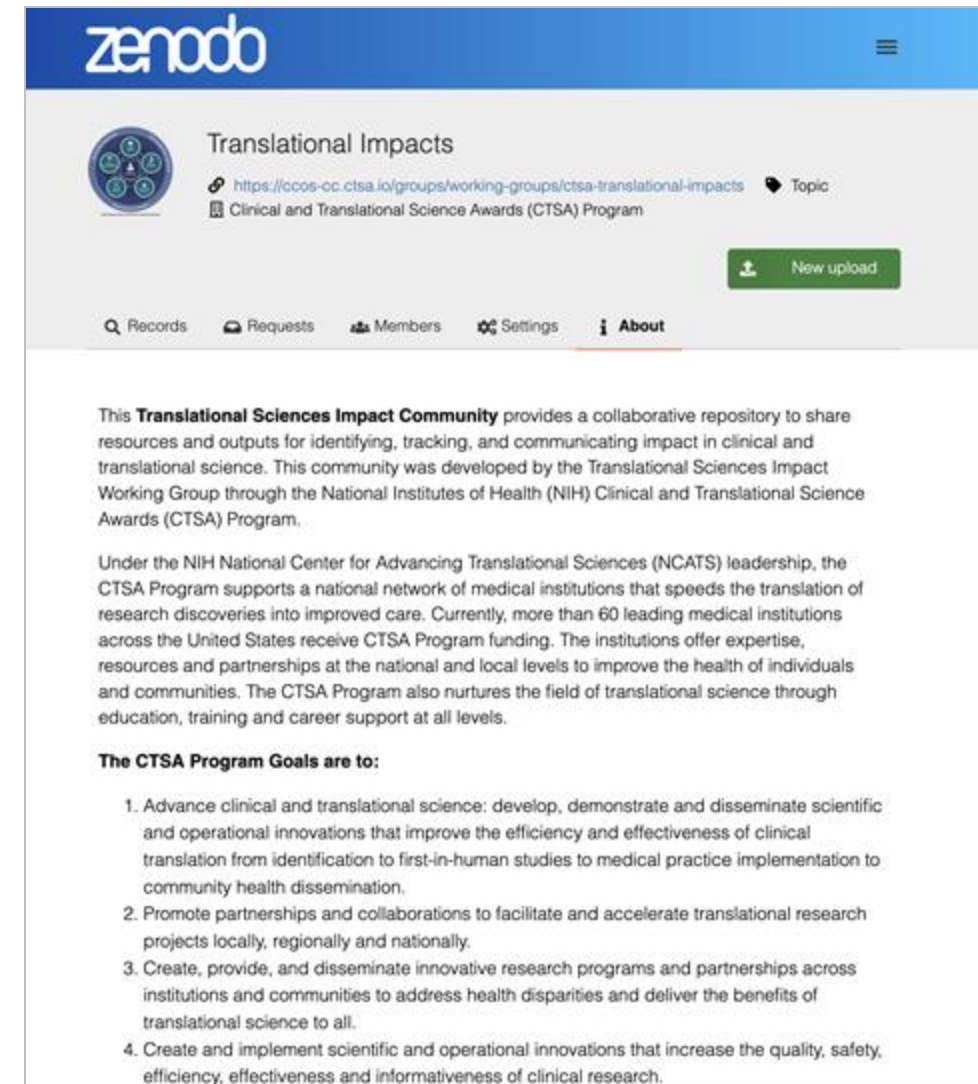 zenodo
Translational Impacts
https://ccos-cc.ctsa.io/groups/working-groups/ctsa-translational-impacts Topic
Clinical and Translational Science Awards (CTSA) Program
New upload
Records Requests Members Settings About
This Translational Sciences Impact Community provides a collaborative repository to share
resources and outputs for identifying, tracking, and communicating impact in clinical and
translational science. This community was developed by the Translational Sciences Impact
Working Group through the National Institutes of Health (NIH) Clinical and Translational Science
Awards (CTSA) Program.
Under the NIH National Center for Advancing Translational Sciences (NCATS) leadership, the
CTSA Program supports a national network of medical institutions that speeds the translation of
research discoveries into improved care. Currently, more than 60 leading medical institutions
across the United States receive CTSA Program funding. The institutions offer expertise,
resources and partnerships at the national and local levels to improve the health of individuals
and communities. The CTSA Program also nurtures the field of translational science through
education, training and career support at all levels.
The CTSA Program Goals are to:
1. Advance clinical and translational science: develop, demonstrate and disseminate scientific
and operational innovations that improve the efficiency and effectiveness of clinical
translation from identification to first-in-human studies to medical practice implementation to
community health dissemination.
2. Promote partnerships and collaborations to facilitate and accelerate translational research
projects locally, regionally and nationally.
3. Create, provide, and disseminate innovative research programs and partnerships across
institutions and communities to address health disparities and deliver the benefits of
translational science to all.
4. Create and implement scientific and operational innovations that increase the quality, safety,
efficiency, effectiveness and informativeness of clinical research.